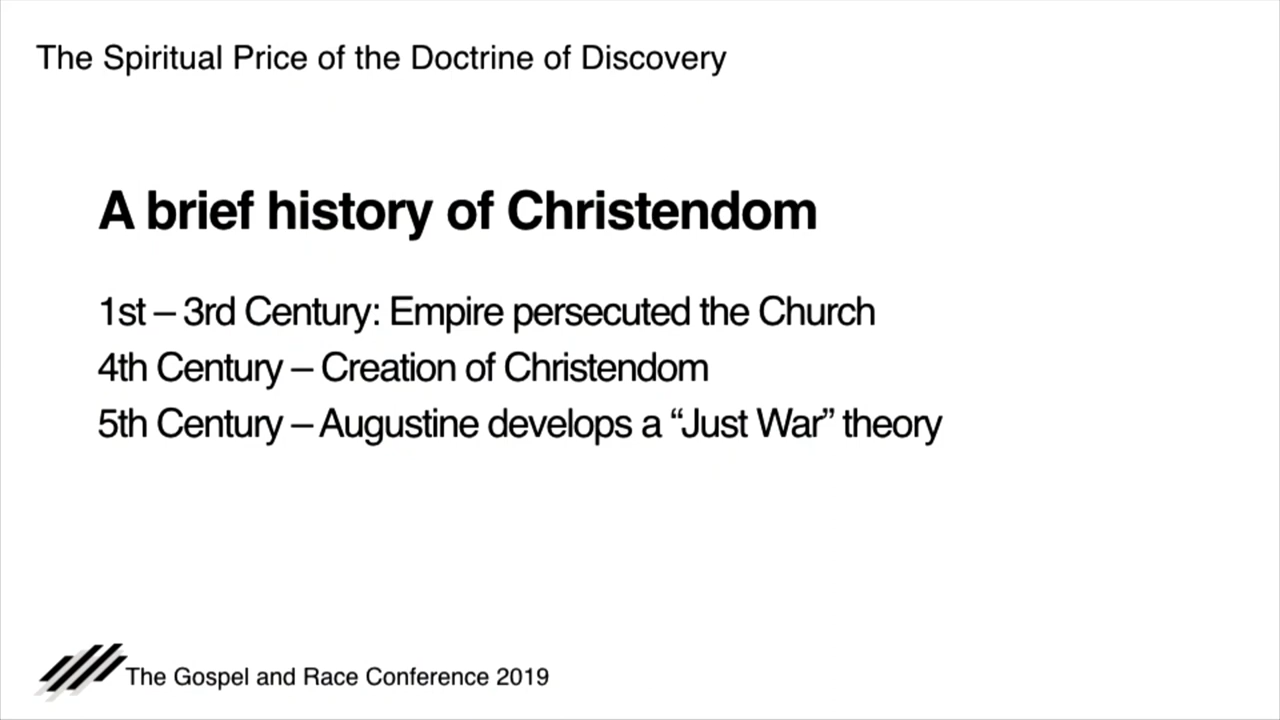 The Spiritual Price of the Doctrine of Discovery
A brief history of Christendom
1st – 3rd Century: Empire persecuted the Church
4th Century – Creation of Christendom
5th Century – Augustine develops a “Just War” theory
The Gospel and Race Conference 2019